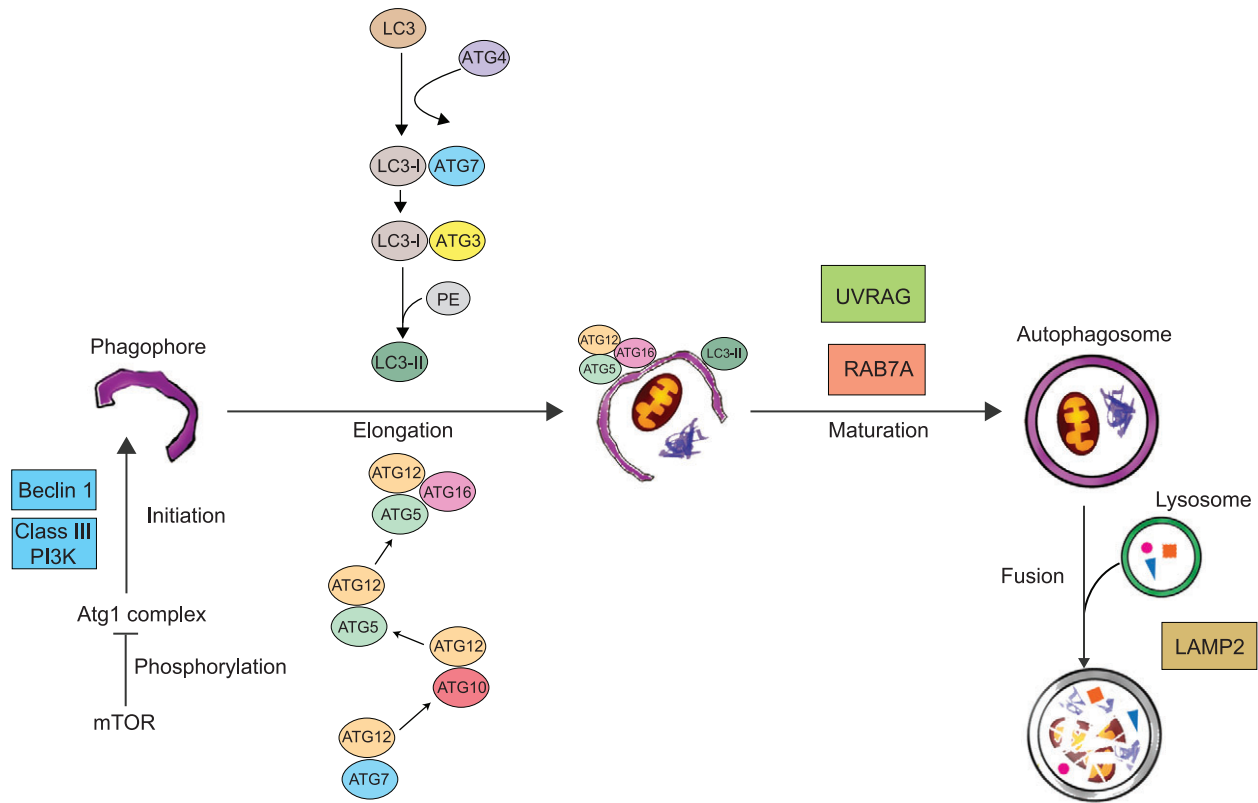 LC3
ATG4
LC3-I
ATG7
LC3-I
ATG3
PE
LC3-II
Phagophore
Elongation
Beclin 1
Class III
PI3K
Initiation
Atg1 complex
Phosphorylation
mTOR
ATG12
ATG16
ATG5
ATG12
ATG5
ATG12
ATG10
ATG12
ATG7
ATG12
ATG16
ATG5
LC3-II
UVRAG
RAB7A
Maturation
Autophagosome
Lysosome
Fusion
LAMP2